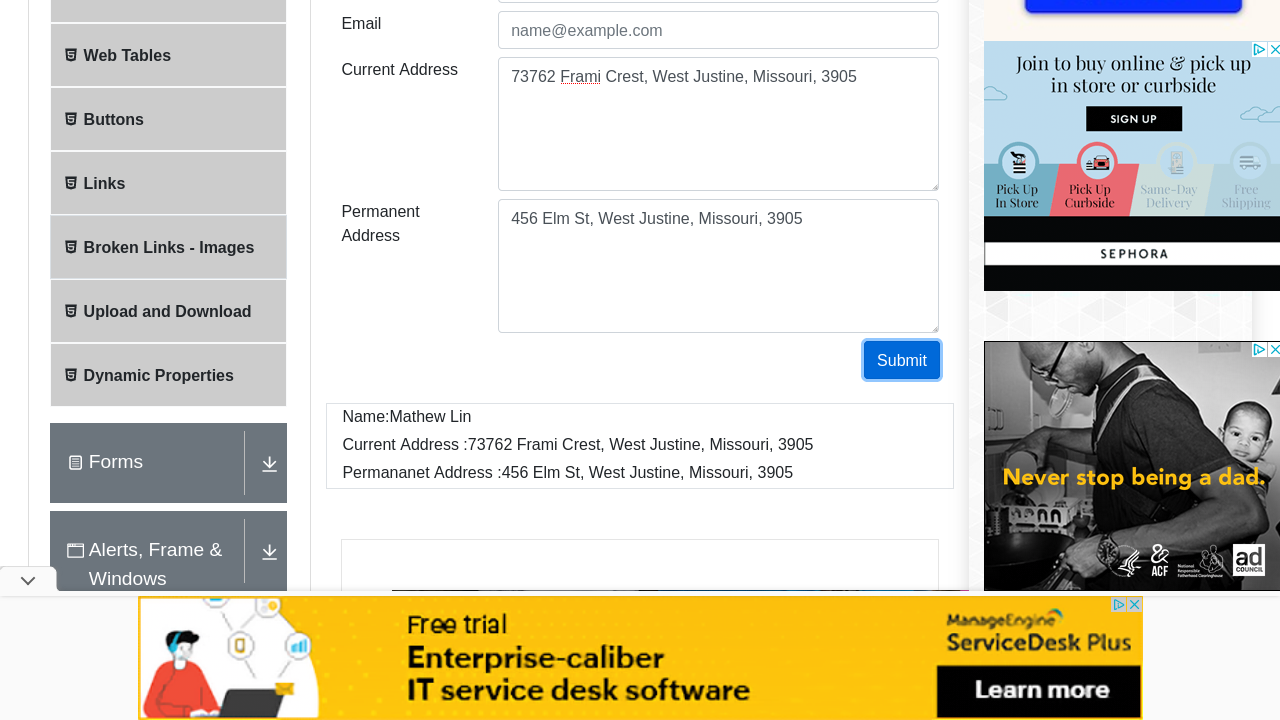 Email
name@example.com
Web Tables
Current Address
73762 Frami Crest, West Justine, Missouri, 3905
Buttons
Links
Permanent
Address
456 Elm St, West Justine, Missouri, 3905
Broken Links - Images
Upload and Download
Dynamic Properties
Submit
Name:Mathew Lin
Current Address :73762 Frami Crest, West Justine, Missouri, 3905
Permananet Address :456 Elm St, West Justine, Missouri, 3905
Forms
Alerts, Frame &
Windows
Join to buy online & pick up
in store or curbside
SIGN UP
Pick Up
In Store
Pick Up
Curbside
Same-Day
Delivery
Free
Shipping
SEPHORA
Never stop being a dad.
&
ACF
National
Responsible
Fatherhood Clearinghouse
ad
COUNCIL
Free trial
Enterprise-caliber
IT service desk software
ManageEngine
ServiceDesk Plus
Learn more